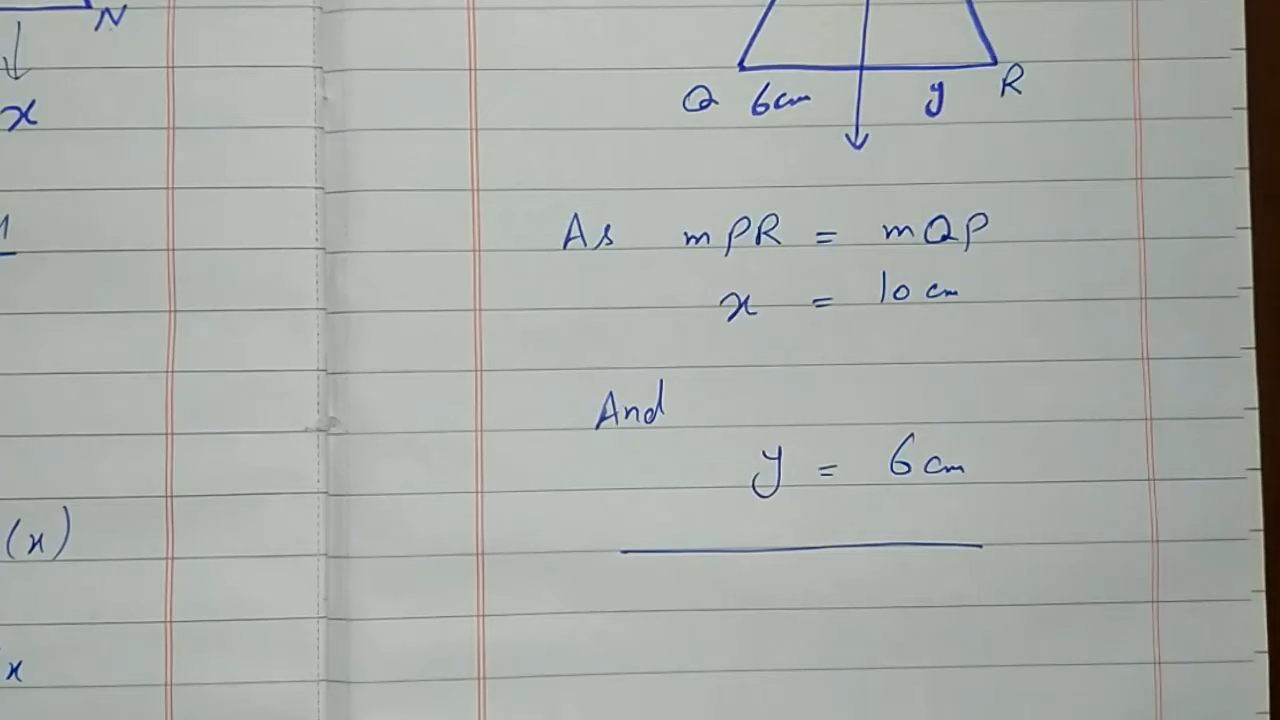 N
x
Q 6cm y R
As mPR = mQP
x = 10 cm
And
y = 6 cm
(x)
x